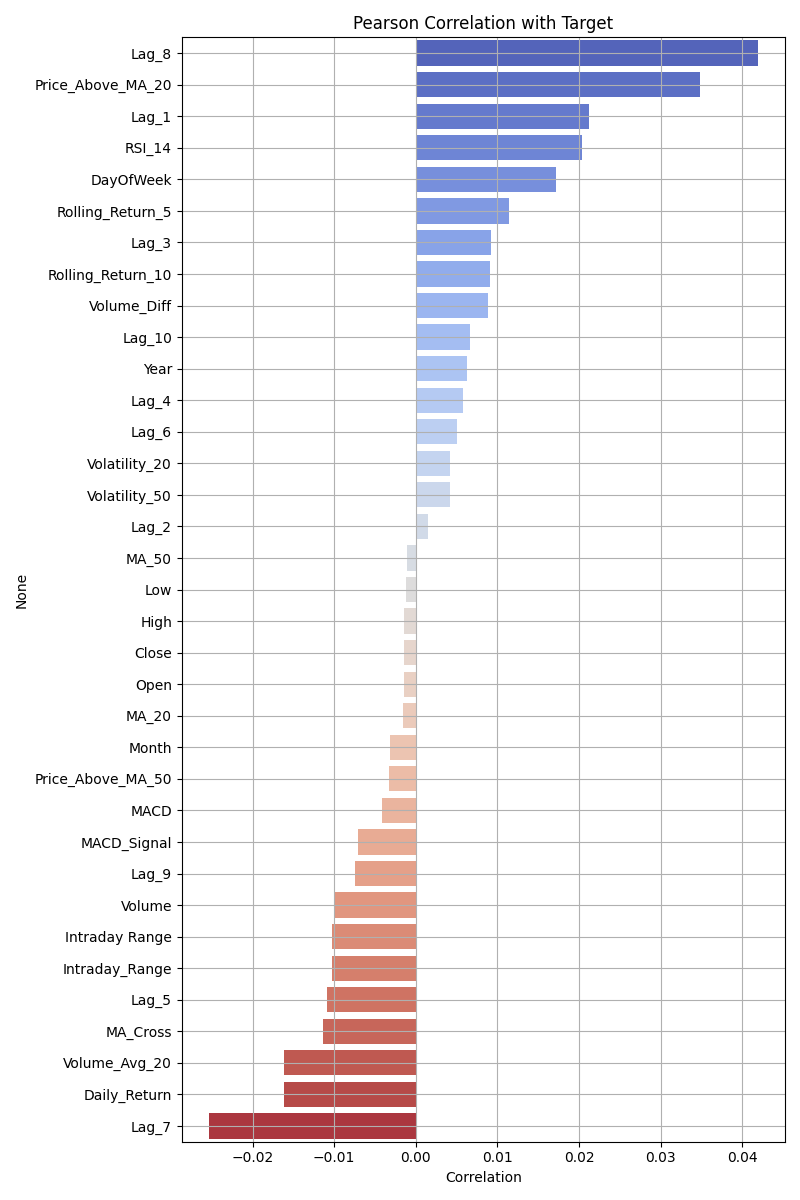 Pearson Correlation with Target
Lag_8
Price_Above_MA_20
Lag_1
RSI_14
DayOfWeek
Rolling_Return_5
Lag_3
Rolling_Return_10
Volume_Diff
Lag_10
Year
Lag_4
Lag_6
Volatility_20
Volatility_50
Lag_2
MA_50
Low
High
Close
Open
MA_20
Month
Price_Above_MA_50
MACD
MACD_Signal
Lag_9
Volume
Intraday Range
Intraday_Range
Lag_5
MA_Cross
Volume_Avg_20
Daily_Return
Lag_7
None
−0.02 −0.01 0.00 0.01 0.02 0.03 0.04
Correlation